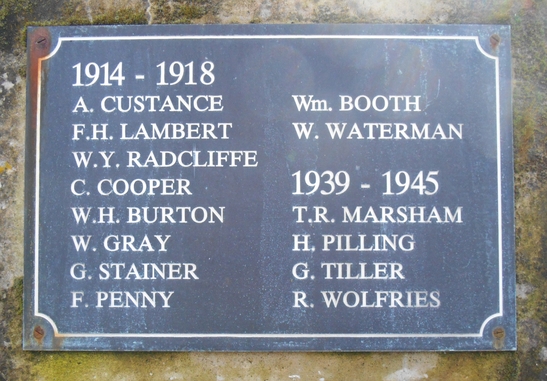 1914 - 1918
A. CUSTANCE
F.H. LAMBERT
W.Y. RADCLIFFE
C. COOPER
W.H. BURTON
W. GRAY
G. STAINER
F. PENNY
Wm. BOOTH
W. WATERMAN
1939 - 1945
T.R. MARSHAM
H. PILLING
G. TILLER
R. WOLFRIES